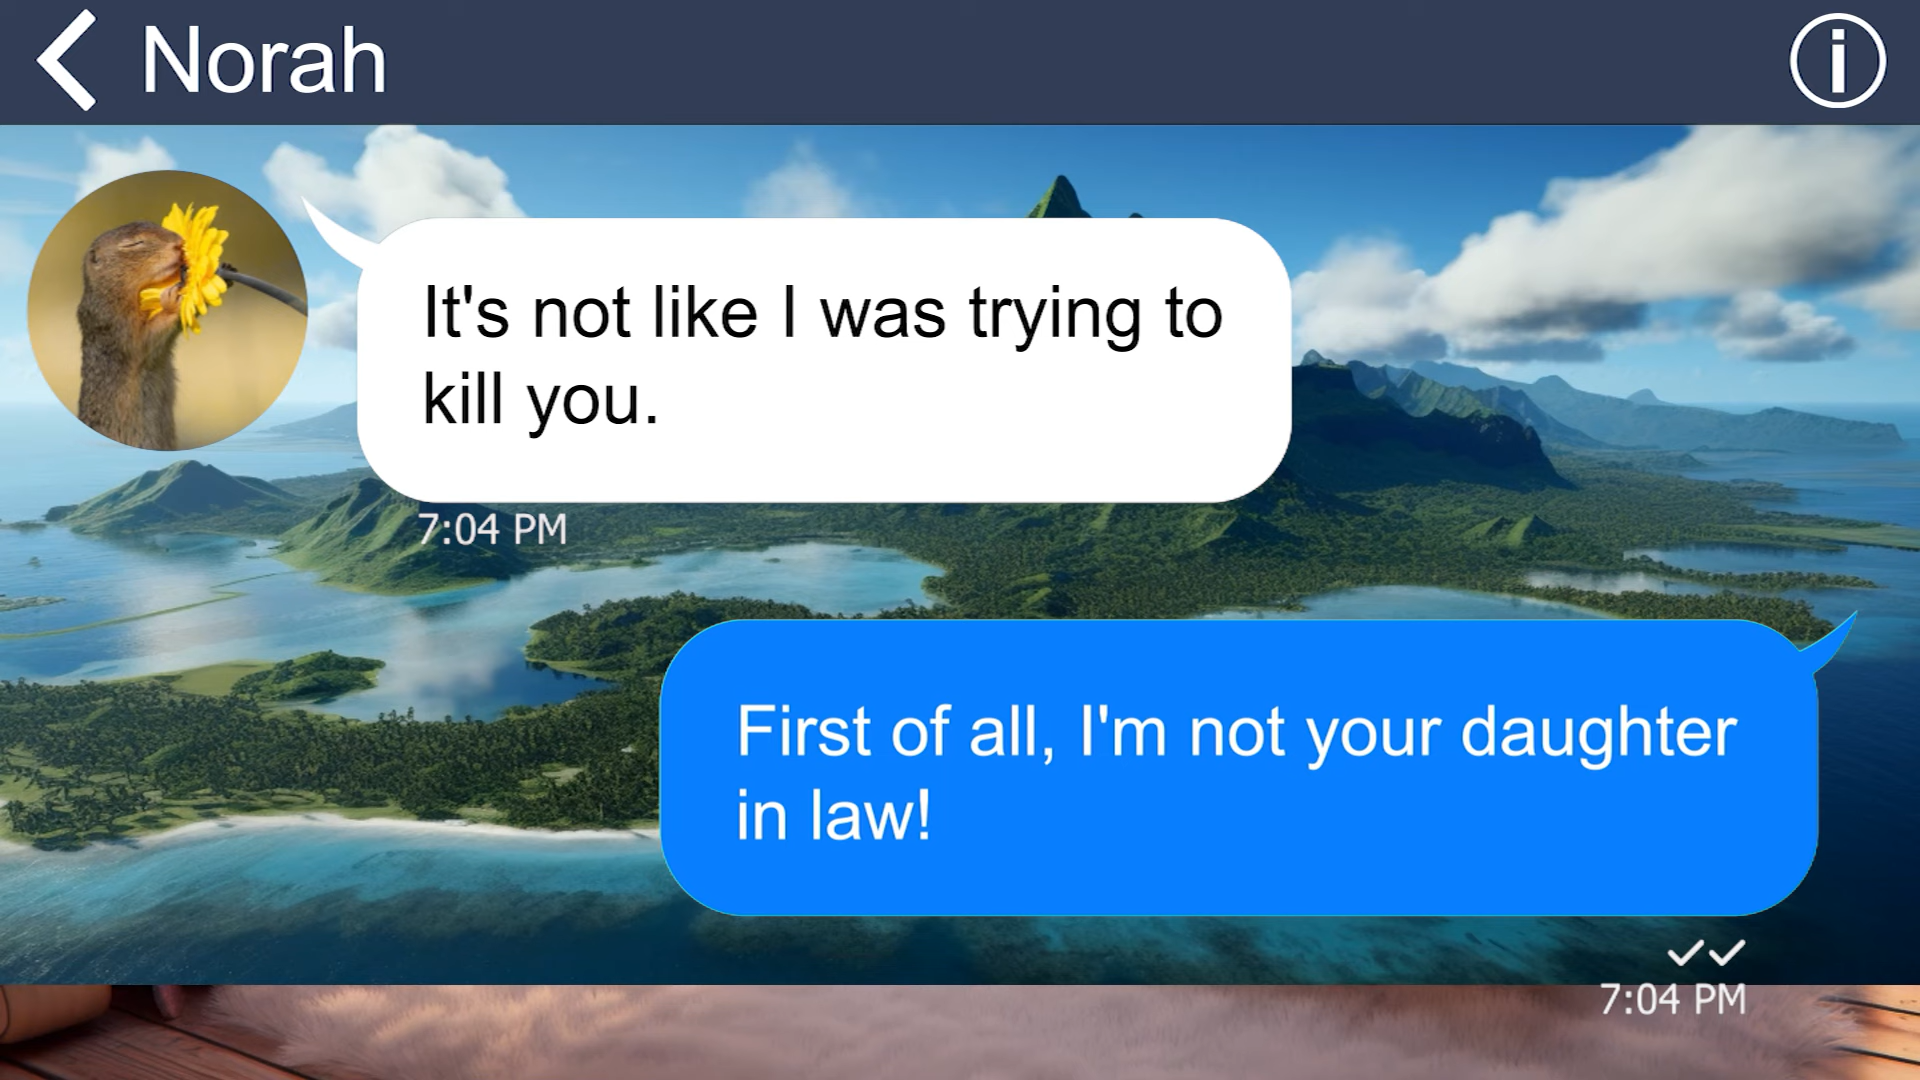 Norah
It's not like I was trying to
kill you.
7:04 PM
First of all, I'm not your daughter
in law!
7:04 PM